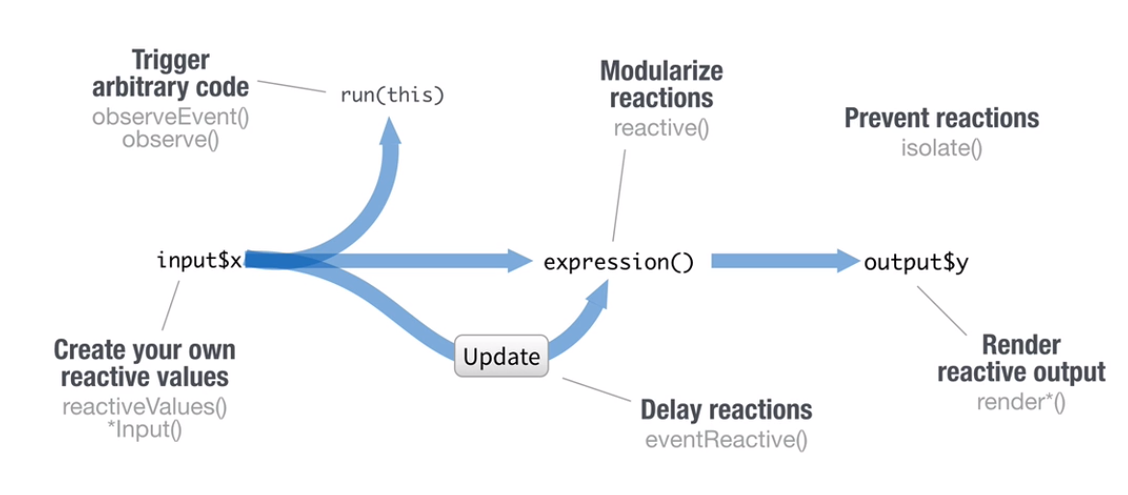 Trigger
arbitrary code
observeEvent()
observe()
run(this)
Modularize
reactions
reactive()
Prevent reactions
isolate()
input$x
expression()
output$y
Create your own
reactive values
reactiveValues()
*Input()
Update
Delay reactions
eventReactive()
Render
reactive output
render*()